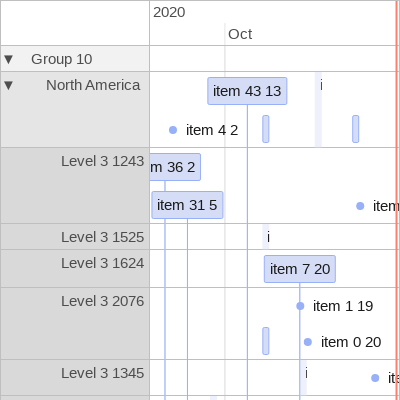 2020
Oct
▼ Group 10
▼ North America
item 43 13
i
item 4 2
Level 3 1243
m 36 2
item 31 5
item
Level 3 1525
i
Level 3 1624
item 7 20
Level 3 2076
item 1 19
item 0 20
Level 3 1345
i
ite